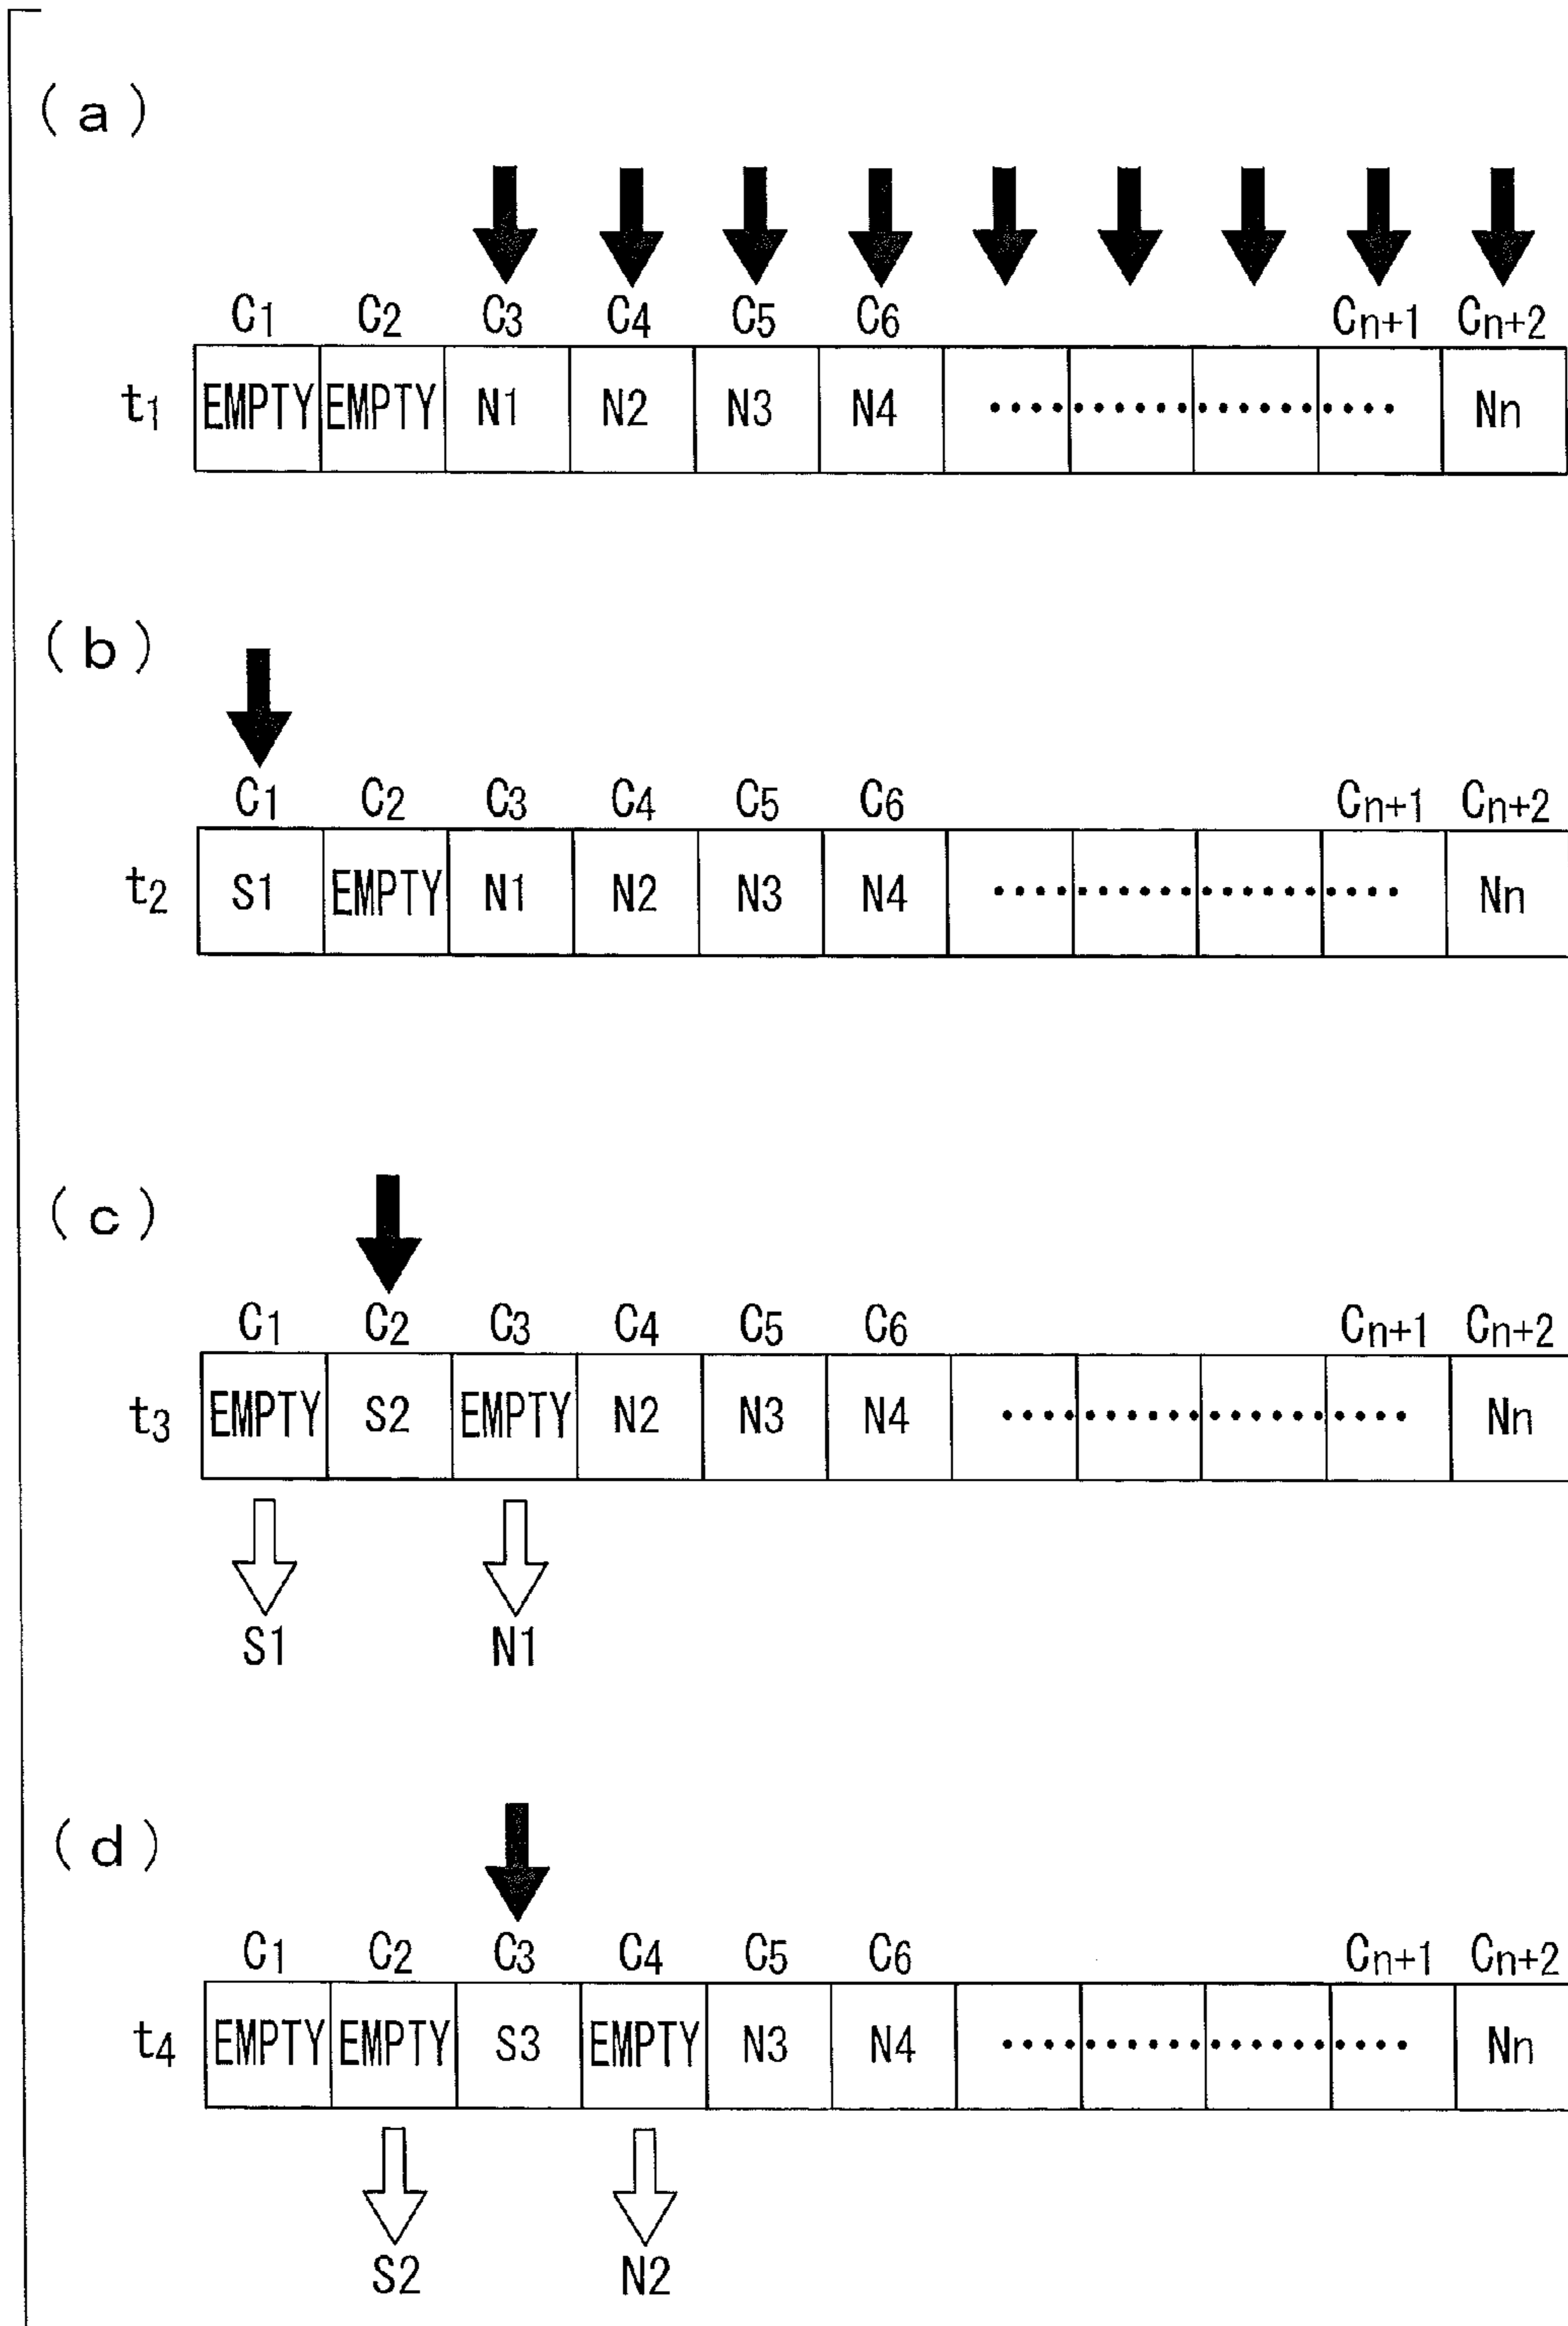 (a)
C1 C2 C3 C4 C5 C6 Cn+1 Cn+2
t1 EMPTY EMPTY N1 N2 N3 N4 ・・・・・・・・・・・・・・・・・・・・ Nn
(b)
C1 C2 C3 C4 C5 C6 Cn+1 Cn+2
t2 S1 EMPTY N1 N2 N3 N4 ・・・・・・・・・・・・・・・・・・・・ Nn
(c)
C1 C2 C3 C4 C5 C6 Cn+1 Cn+2
t3 EMPTY S2 EMPTY N2 N3 N4 ・・・・・・・・・・・・・・・・・・・・ Nn
S1 N1
(d)
C1 C2 C3 C4 C5 C6 Cn+1 Cn+2
t4 EMPTY EMPTY S3 EMPTY N3 N4 ・・・・・・・・・・・・・・・・・・・・ Nn
S2 N2